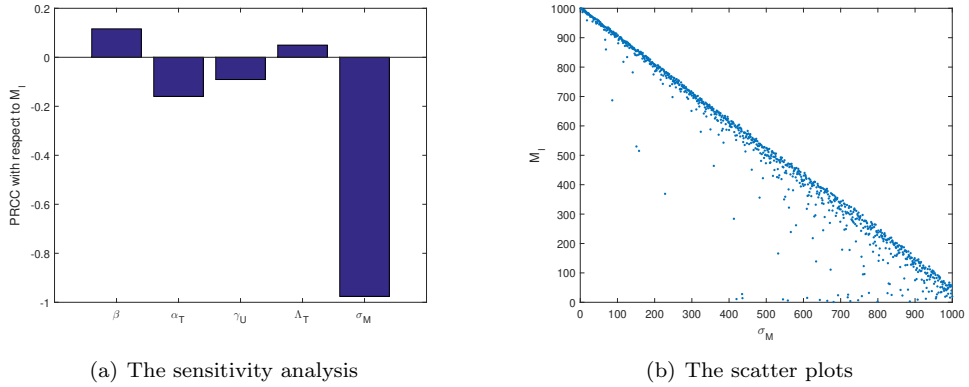 0.2
0
-0.2
-0.4
-0.6
-0.8
-1
PRCC with respect to M_I
β α_T γ_U Λ_T σ_M
(a) The sensitivity analysis
1000
900
800
700
600
500
400
300
200
100
0
M_I
0 100 200 300 400 500 600 700 800 900 1000
σ_M
(b) The scatter plots